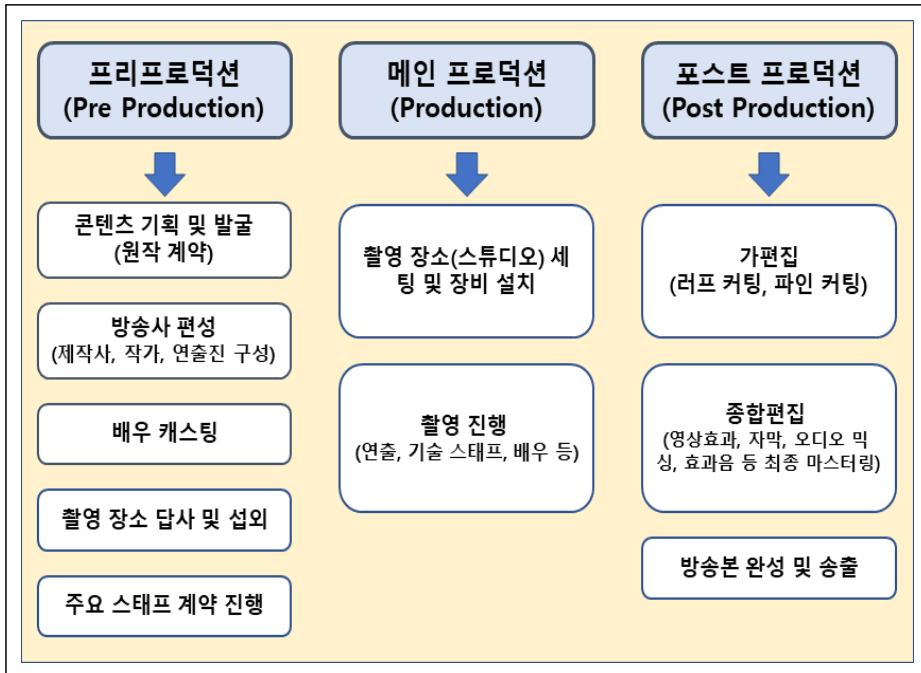 프리프로덕션
(Pre Production)
콘텐츠 기획 및 발굴
(원작 계약)
방송사 편성
(제작사, 작가, 연출진 구성)
배우 캐스팅
촬영 장소 답사 및 섭외
주요 스태프 계약 진행
메인 프로덕션
(Production)
촬영 장소(스튜디오) 세
팅 및 장비 설치
촬영 진행
(연출, 기술 스태프, 배우 등)
포스트 프로덕션
(Post Production)
가편집
(러프 커팅, 파인 커팅)
종합편집
(영상효과, 자막, 오디오 믹
싱, 효과음 등 최종 마스터링)
방송본 완성 및 송출